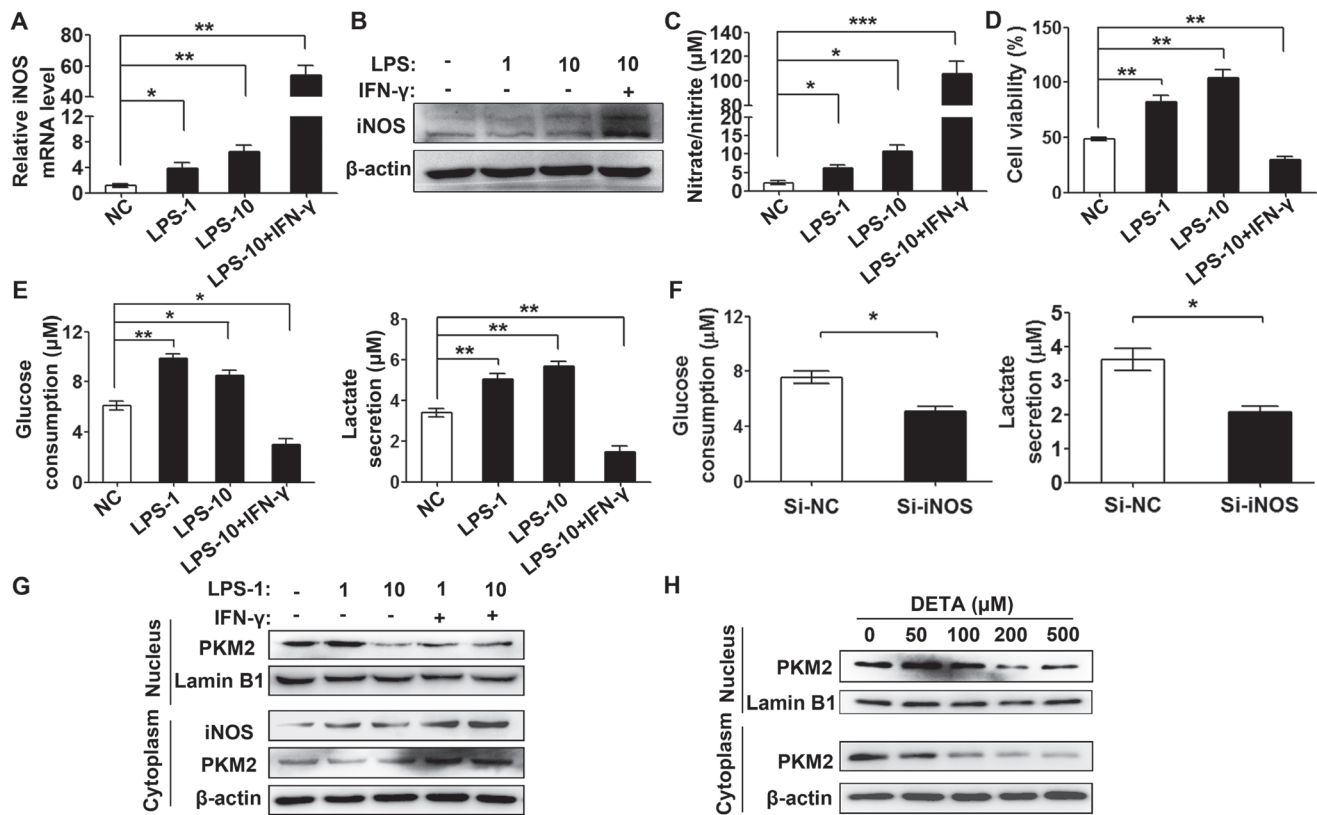 A
Relative iNOS
mRNA level
80
60
40
12
8
4
0
**
**
*
NC
LPS-1
LPS-10
LPS-10+IFN-γ
B
LPS: - 1 10 10
IFN-γ: - - - +
iNOS
β-actin
C
Nitrate/nitrite (μM)
140
120
100
80
20
15
10
5
0
***
*
*
NC
LPS-1
LPS-10
LPS-10+IFN-γ
D
Cell viability (%)
150
100
50
0
**
**
**
NC
LPS-1
LPS-10
LPS-10+IFN-γ
E
Glucose
consumption (μM)
12
8
4
0
*
*
**
NC
LPS-1
LPS-10
LPS-10+IFN-γ
Lactate
secretion (μM)
8
6
4
2
0
**
**
**
NC
LPS-1
LPS-10
LPS-10+IFN-γ
F
Glucose
consumption (μM)
12
8
4
0
*
Si-NC
Si-iNOS
Lactate
secretion (μM)
5
4
3
2
1
0
*
Si-NC
Si-iNOS
G
LPS-1: - 1 10 1 10
IFN-γ: - - - + +
Nucleus
PKM2
Lamin B1
Cytoplasm
iNOS
PKM2
β-actin
H
DETA (μM)
0 50 100 200 500
Nucleus
PKM2
Lamin B1
Cytoplasm
PKM2
β-actin